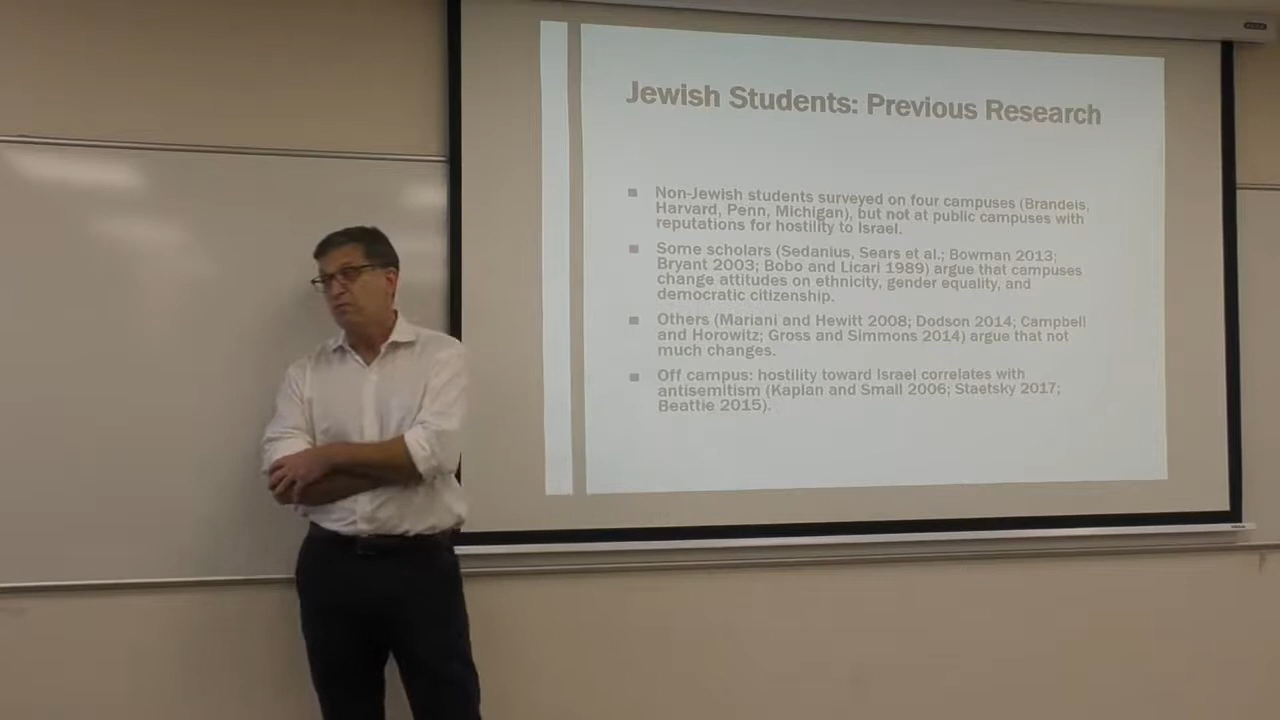 Jewish Students: Previous Research
Non-Jewish students surveyed on four campuses (Brandeis,
Harvard, Penn, Michigan), but not at public campuses with
reputations for hostility to Israel.
Some scholars (Sedanius, Sears et al.; Bowman 2013;
Bryant 2003; Bobo and Licari 1989) argue that campuses
change attitudes on ethnicity, gender equality, and
democratic citizenship.
Others (Mariani and Hewitt 2008; Dodson 2014; Campbell
and Horowitz; Gross and Simmons 2014) argue that not
much changes.
Off campus: hostility toward Israel correlates with
antisemitism (Kaplan and Small 2006; Staetsky 2017;
Beattie 2015).